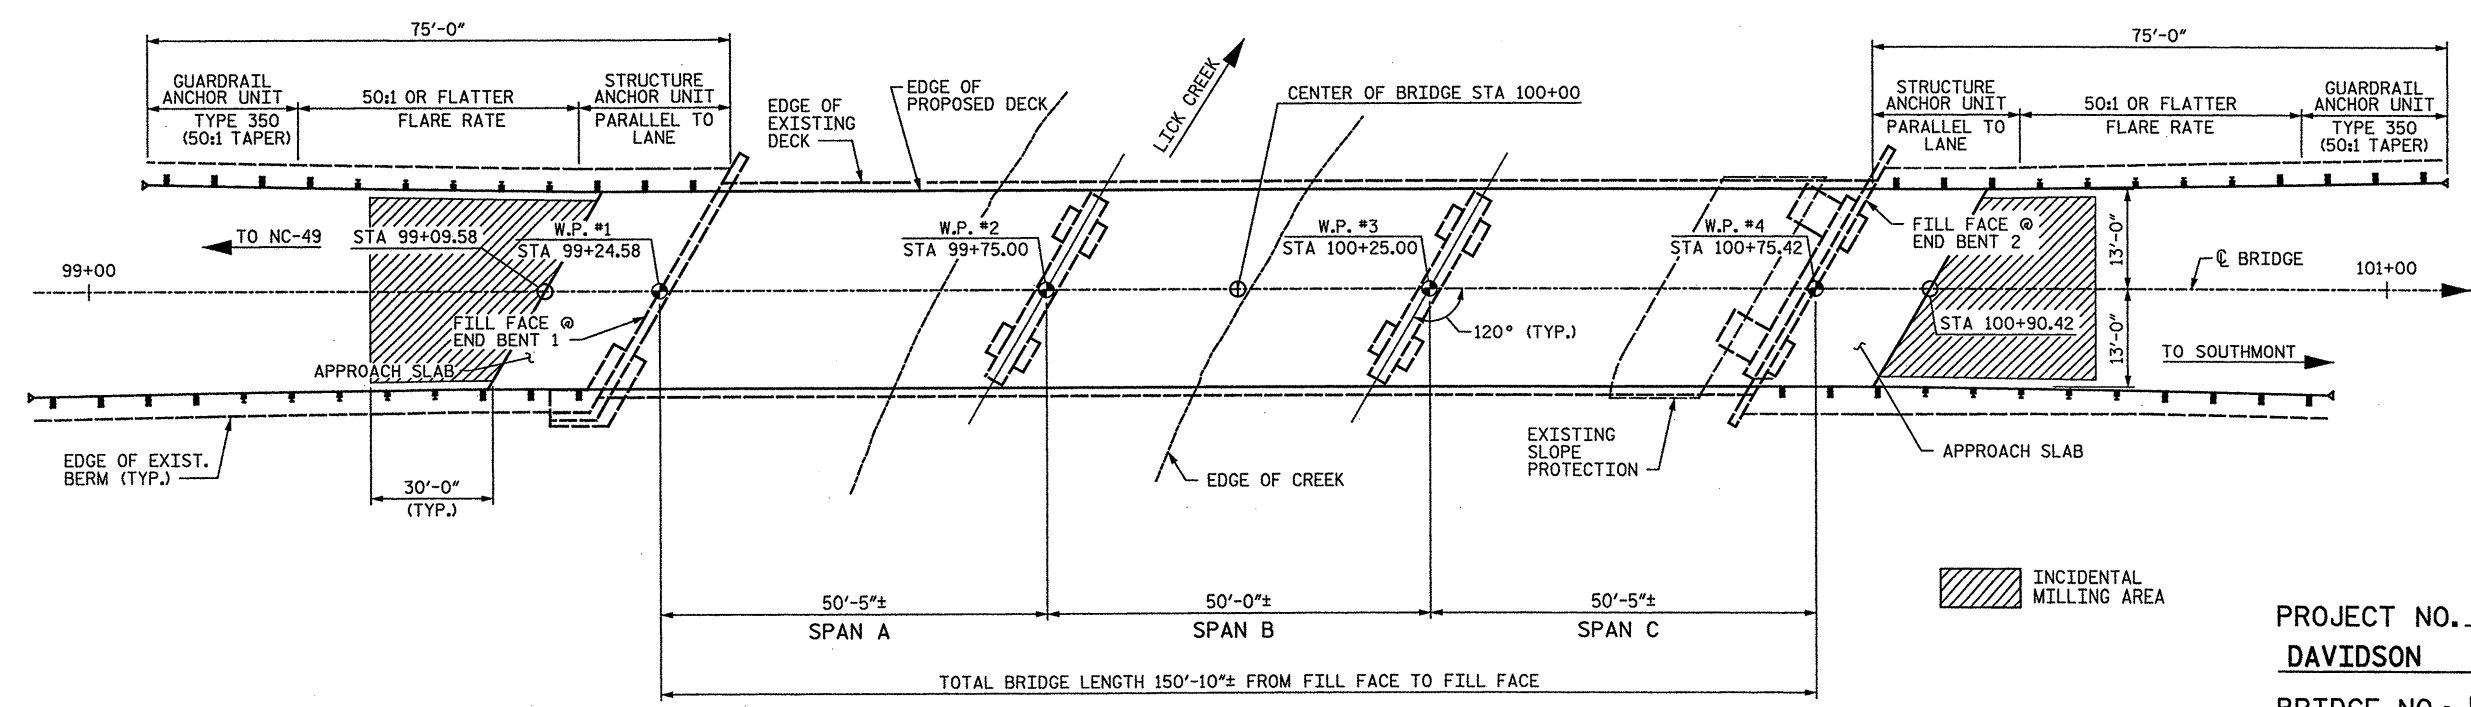 75'-0"
75'-0"
GUARDRAIL
ANCHOR UNIT
TYPE 350
(50:1 TAPER)
50:1 OR FLATTER
FLARE RATE
STRUCTURE
ANCHOR UNIT
PARALLEL TO
LANE
EDGE OF
EXISTING
DECK
EDGE OF
PROPOSED DECK
LICK CREEK
CENTER OF BRIDGE STA 100+00
STRUCTURE
ANCHOR UNIT
PARALLEL TO
LANE
50:1 OR FLATTER
FLARE RATE
GUARDRAIL
ANCHOR UNIT
TYPE 350
(50:1 TAPER)
TO NC-49
STA 99+09.58
W.P. #1
STA 99+24.58
W.P. #2
STA 99+75.00
W.P. #3
STA 100+25.00
W.P. #4
STA 100+75.42
FILL FACE @
END BENT 2
13'-0"
℄ BRIDGE
99+00
101+00
FILL FACE @
END BENT 1
120° (TYP.)
STA 100+90.42
13'-0"
TO SOUTHMONT
APPROACH SLAB
EDGE OF EXIST.
BERM (TYP.)
30'-0"
(TYP.)
EDGE OF CREEK
EXISTING
SLOPE
PROTECTION
APPROACH SLAB
50'-5"±
SPAN A
50'-0"±
SPAN B
50'-5"±
SPAN C
INCIDENTAL
MILLING AREA
TOTAL BRIDGE LENGTH 150'-10"± FROM FILL FACE TO FILL FACE
PROJECT NO.
DAVIDSON